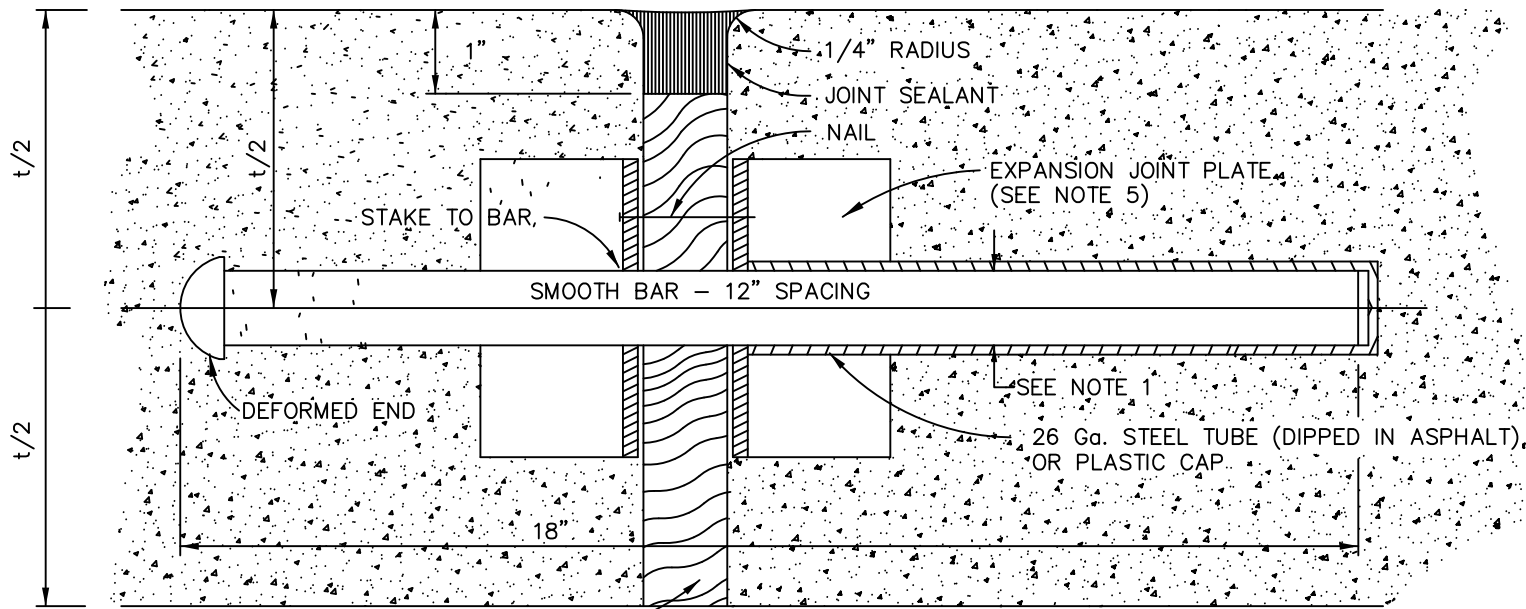 1"
1/4" RADIUS
JOINT SEALANT
NAIL
t/2
t/2
EXPANSION JOINT PLATE
(SEE NOTE 5)
STAKE TO BAR
SMOOTH BAR – 12" SPACING
SEE NOTE 1
DEFORMED END
t/2
26 Ga. STEEL TUBE (DIPPED IN ASPHALT)
OR PLASTIC CAP
18"